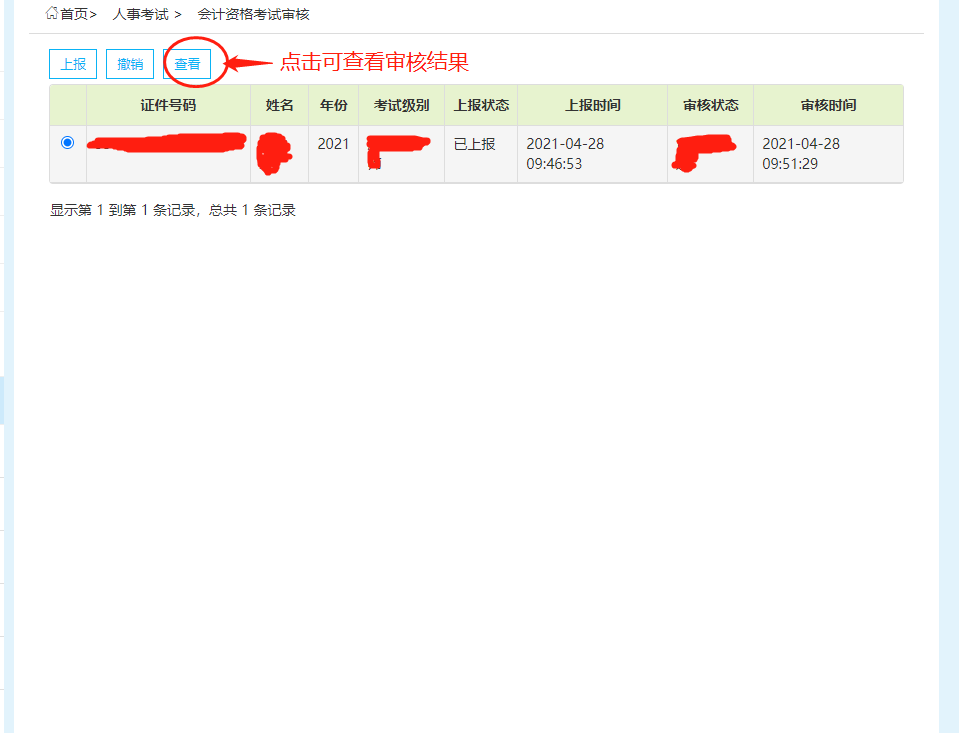 首页> 人事考试 > 会计资格考试审核
上报 撤销 查看 点击可查看审核结果
证件号码 姓名 年份 考试级别 上报状态 上报时间 审核状态 审核时间
2021 已上报 2021-04-28 2021-04-28
09:46:53 09:51:29
显示第 1 到第 1 条记录，总共 1 条记录